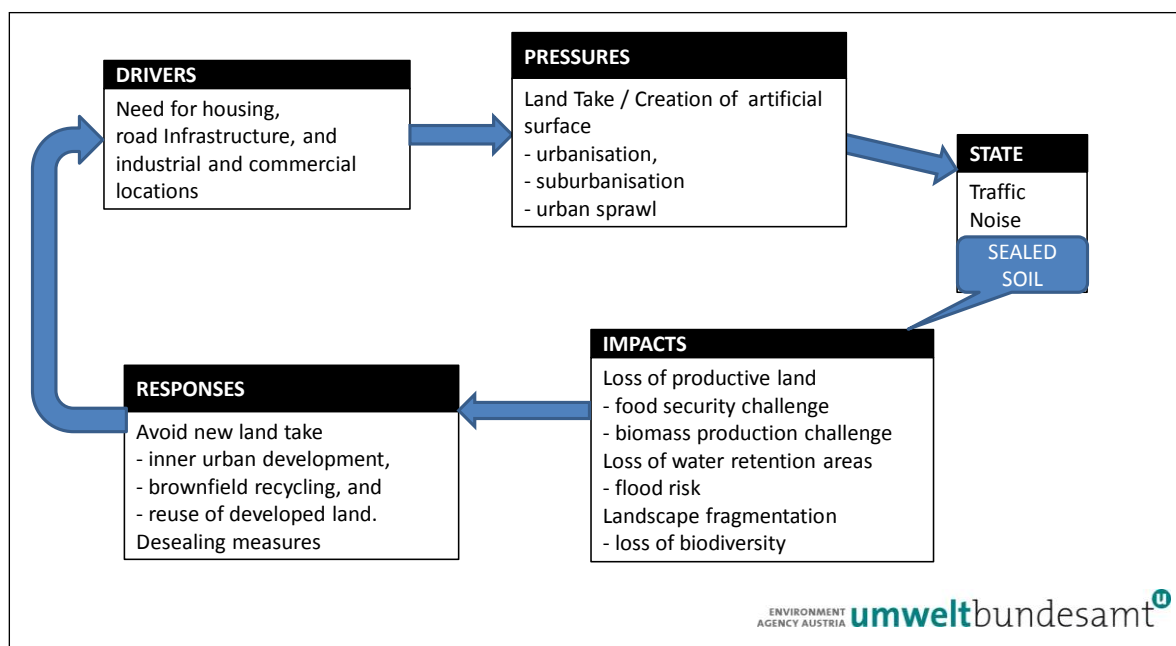 DRIVERS
Need for housing,
road Infrastructure, and
industrial and commercial
locations
PRESSURES
Land Take / Creation of artificial
surface
- urbanisation,
- suburbanisation
- urban sprawl
STATE
Traffic
Noise
SEALED
SOIL
IMPACTS
Loss of productive land
- food security challenge
- biomass production challenge
Loss of water retention areas
- flood risk
Landscape fragmentation
- loss of biodiversity
RESPONSES
Avoid new land take
- inner urban development,
- brownfield recycling, and
- reuse of developed land.
Desealing measures
ENVIRONMENT
AGENCY AUSTRIA umweltbundesamt U